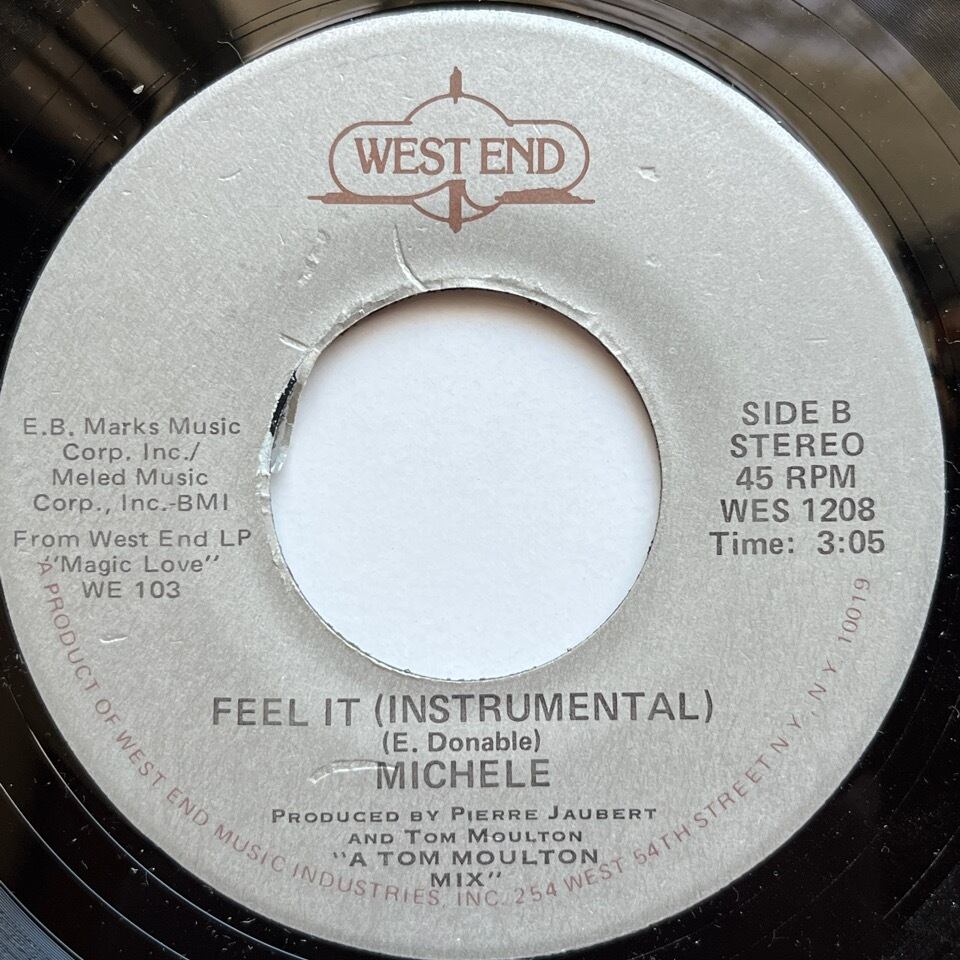 WEST END
E.B. Marks Music
Corp. Inc./
Meled Music
Corp., Inc.-BMI
From West End LP
"Magic Love"
WE 103
SIDE B
STEREO
45 RPM
WES 1208
Time: 3:05
FEEL IT (INSTRUMENTAL)
(E. Donable)
MICHELE
PRODUCED BY PIERRE JAUBERT
AND TOM MOULTON
"A TOM MOULTON
MIX"
A PRODUCT OF WEST END MUSIC INDUSTRIES, INC. 254 WEST 54TH STREET N.Y., N.Y. 10019